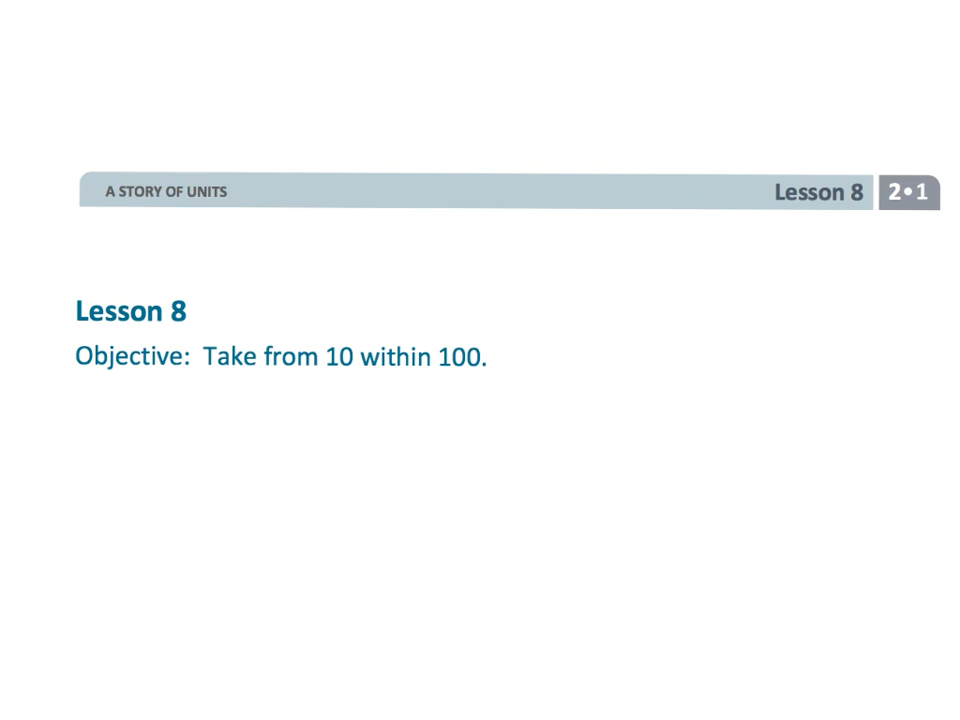 A STORY OF UNITS
Lesson 8
2•1
Lesson 8
Objective: Take from 10 within 100.